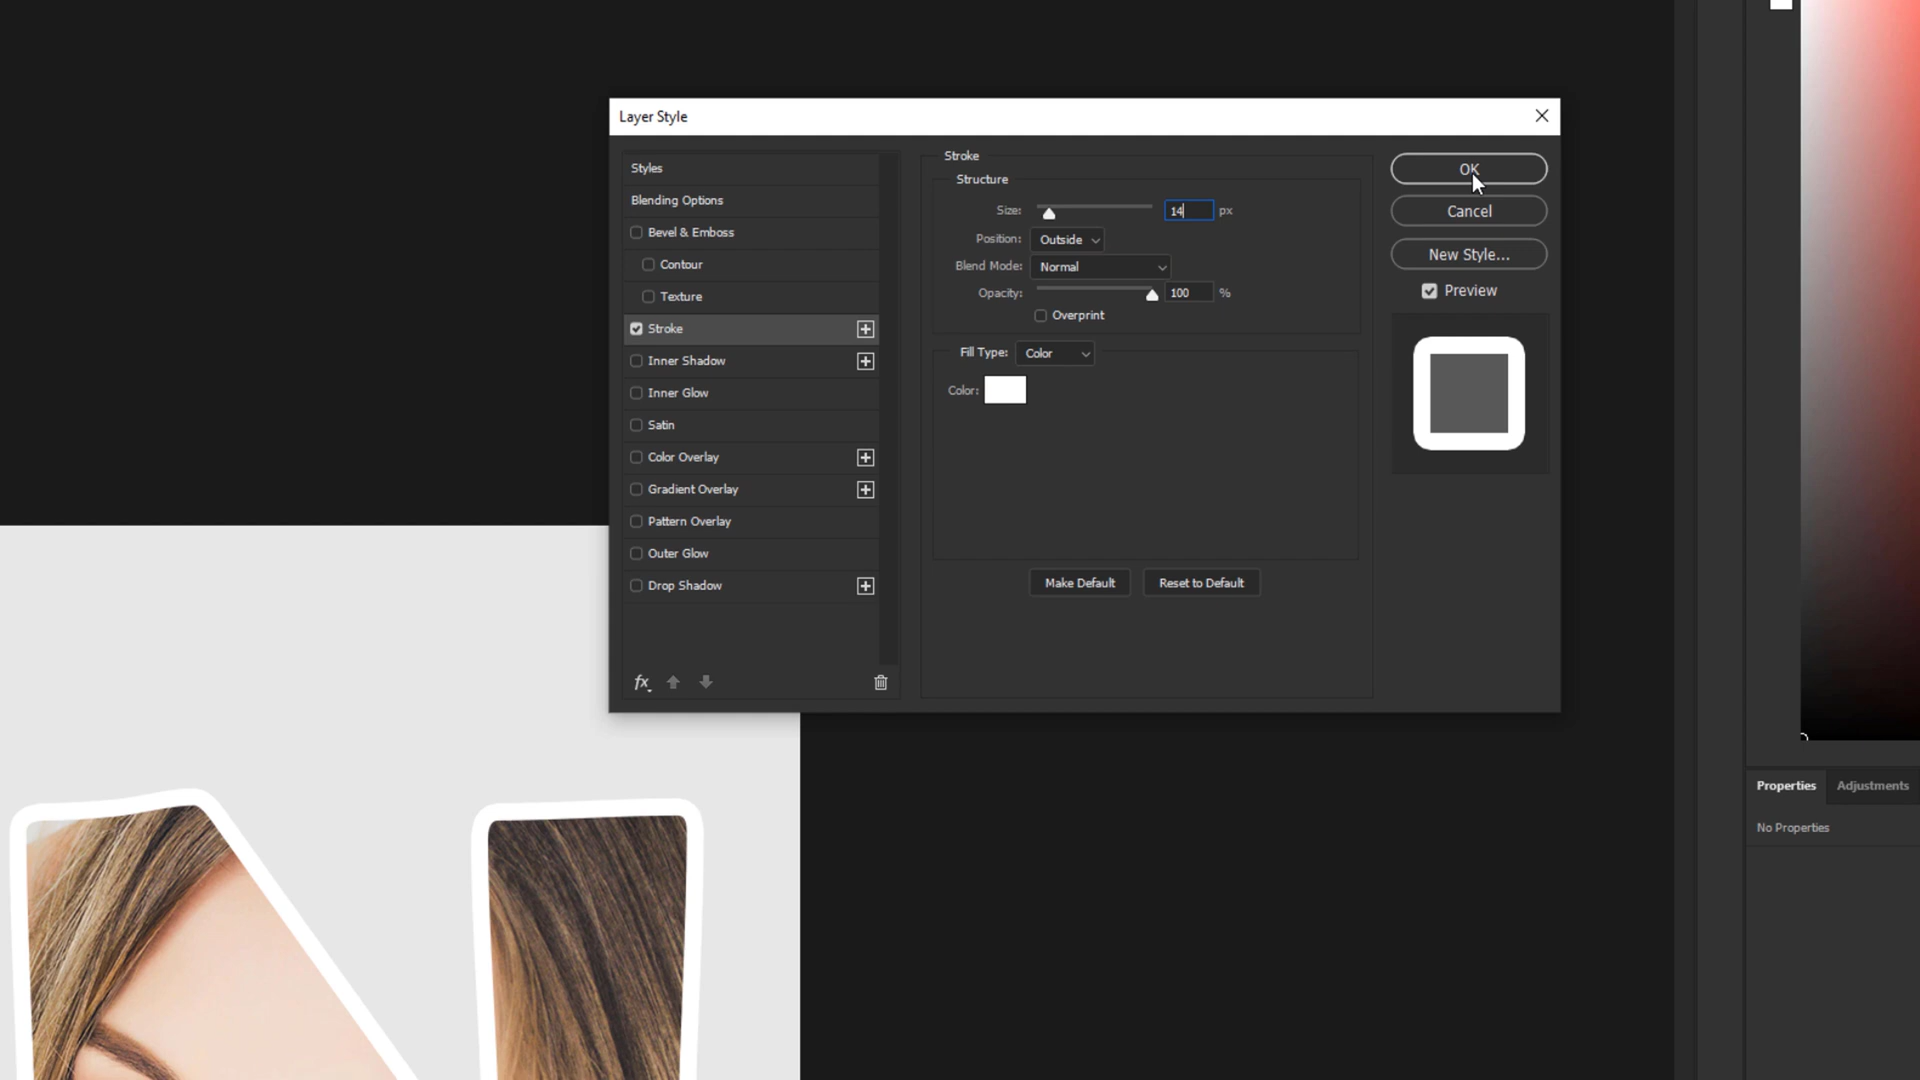 Layer Style
Styles
Blending Options
Bevel & Emboss
Contour
Texture
Stroke
Inner Shadow
Inner Glow
Satin
Color Overlay
Gradient Overlay
Pattern Overlay
Outer Glow
Drop Shadow
fx
Stroke
Structure
Size: 14 px
Position: Outside
Blend Mode: Normal
Opacity: 100 %
Overprint
Fill Type: Color
Color:
Make Default Reset to Default
OK
Cancel
New Style...
Preview
Properties Adjustments
No Properties